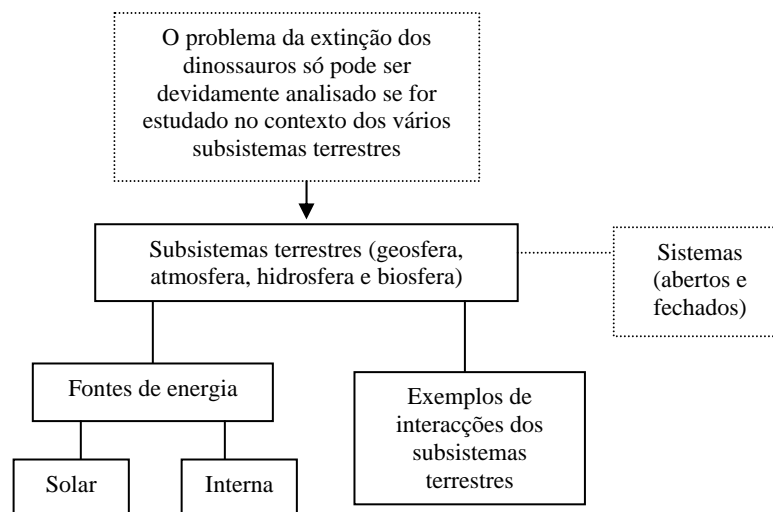 O problema da extinção dos
dinossauros só pode ser
devidamente analisado se for
estudado no contexto dos vários
subsistemas terrestres
Subsistemas terrestres (geosfera,
atmosfera, hidrosfera e biosfera)
Sistemas
(abertos e
fechados)
Fontes de energia
Exemplos de
interacções dos
subsistemas
terrestres
Solar
Interna